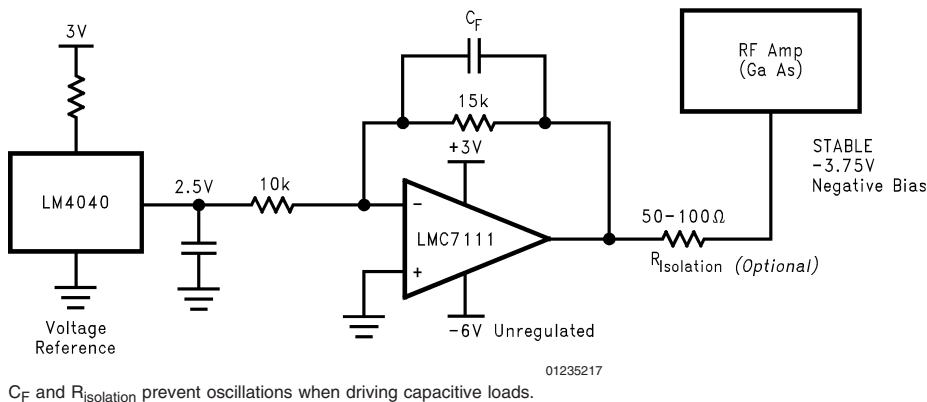 C_F
3V
RF Amp
(Ga As)
15k
+3V
STABLE
-3.75V
Negative Bias
LM4040
2.5V
10k
-
LMC7111
+
50-100Ω
R_Isolation (Optional)
-6V Unregulated
Voltage
Reference
01235217
C_F and R_isolation prevent oscillations when driving capacitive loads.